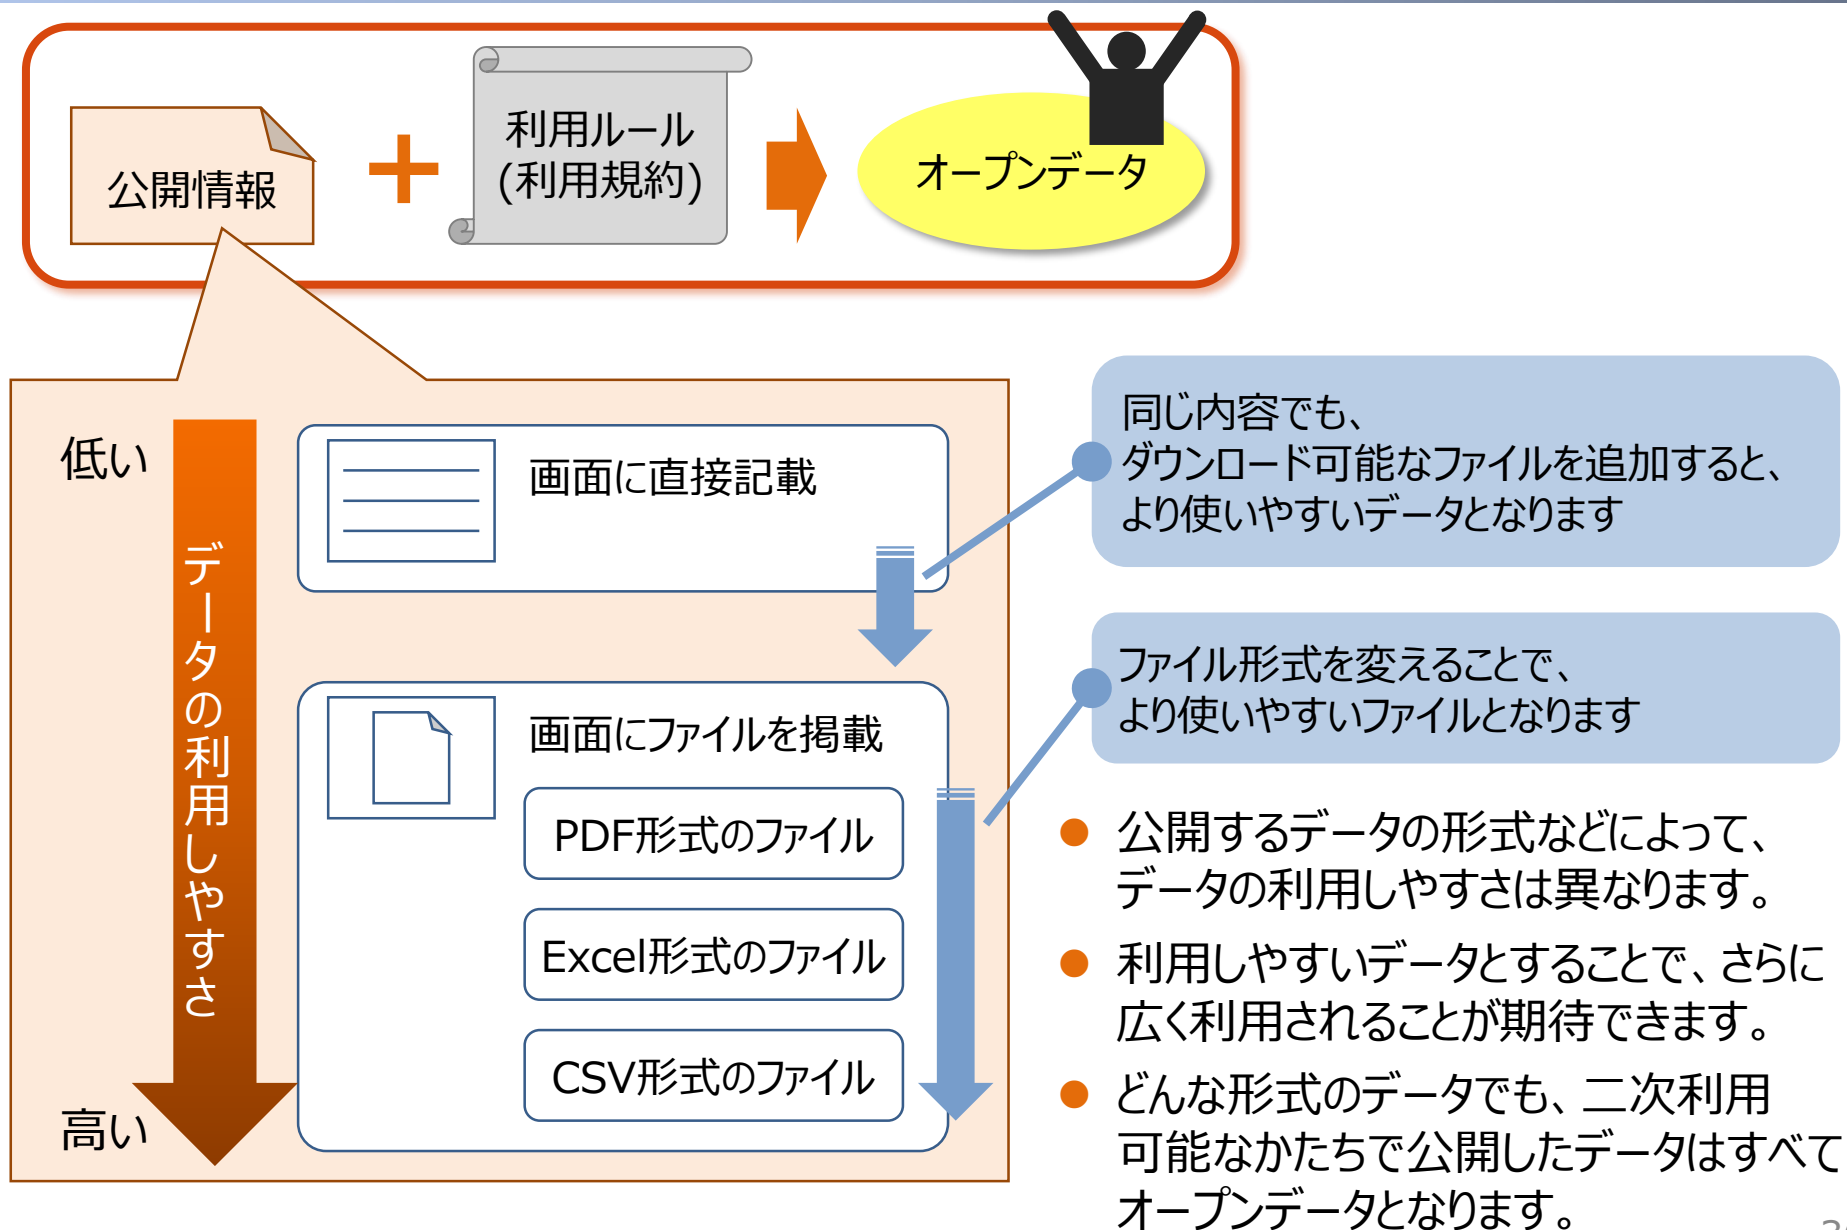 公開情報
+
利用ルール
(利用規約)
オープンデータ
低い
データの利用しやすさ
高い
画面に直接記載
画面にファイルを掲載
PDF形式のファイル
Excel形式のファイル
CSV形式のファイル
同じ内容でも、
ダウンロード可能なファイルを追加すると、
より使いやすいデータとなります
ファイル形式を変えることで、
より使いやすいファイルとなります
● 公開するデータの形式などによって、
データの利用しやすさは異なります。
● 利用しやすいデータとすることで、さらに
広く利用されることが期待できます。
● どんな形式のデータでも、二次利用
可能なかたちで公開したデータはすべて
オープンデータとなります。